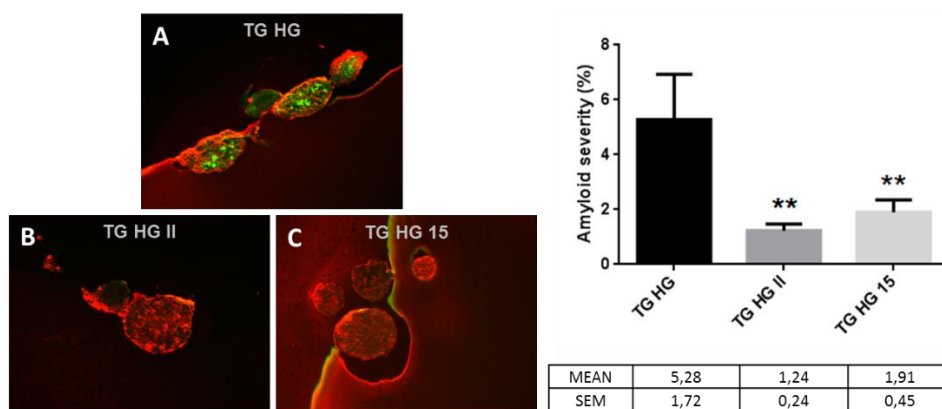 A
TG HG
B
TG HG II
C
TG HG 15
Amyloid severity (%)
8
6
4
2
0
**
**
TG HG
TG HG II
TG HG 15
MEAN 5,28 1,24 1,91
SEM 1,72 0,24 0,45